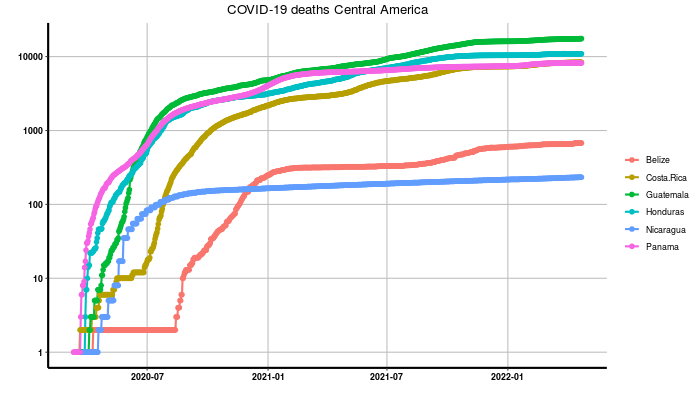 COVID-19 deaths Central America
10000
1000
100
10
1
2020-07
2021-01
2021-07
2022-01
Belize
Costa.Rica
Guatemala
Honduras
Nicaragua
Panama